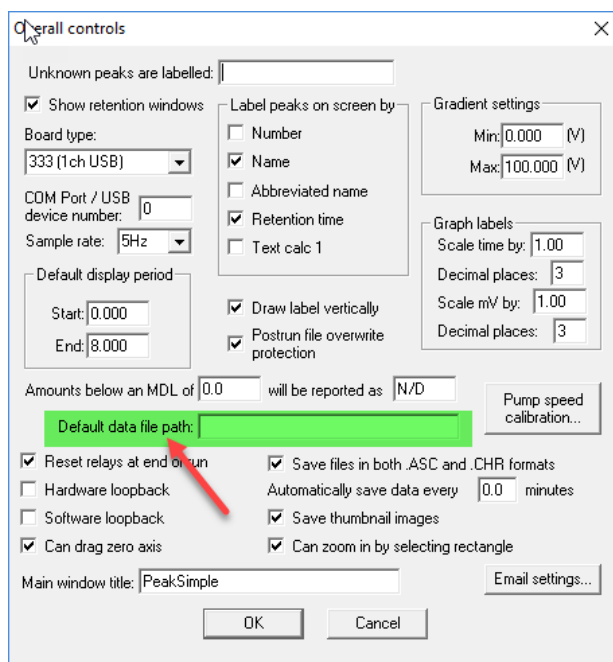 Overall controls
Unknown peaks are labelled:
Show retention windows
Board type:
333 (1ch USB)
COM Port / USB
device number: 0
Sample rate: 5Hz
Default display period
Start: 0.000
End: 8.000
Label peaks on screen by
Number
Name
Abbreviated name
Retention time
Text calc 1
Draw label vertically
Postrun file overwrite
protection
Gradient settings
Min: 0.000 (V)
Max: 100.000 (V)
Graph labels
Scale time by: 1.00
Decimal places: 3
Scale mV by: 1.00
Decimal places: 3
Amounts below an MDL of 0.0 will be reported as N/D
Pump speed
calibration...
Default data file path:
Reset relays at end of run
Hardware loopback
Software loopback
Can drag zero axis
Save files in both .ASC and .CHR formats
Automatically save data every 0.0 minutes
Save thumbnail images
Can zoom in by selecting rectangle
Main window title: PeakSimple
Email settings...
OK
Cancel